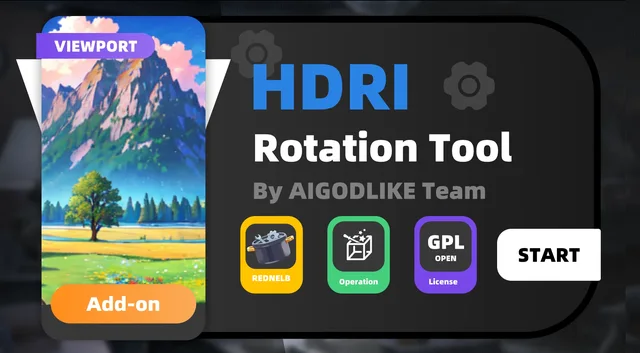 VIEWPORT
HDRI
Rotation Tool
By AIGODLIKE Team
REDNELB
Operation
GPL
OPEN
License
START
Add-on